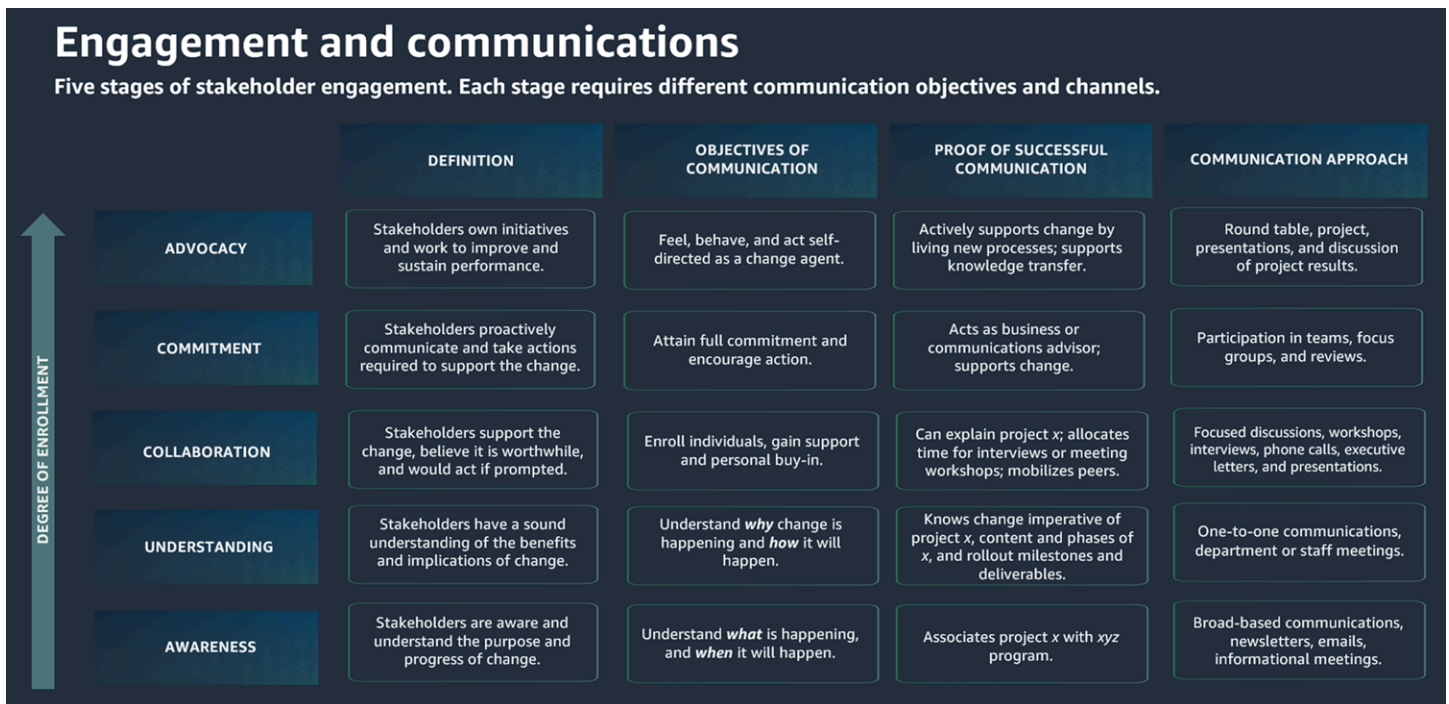 Engagement and communications
Five stages of stakeholder engagement. Each stage requires different communication objectives and channels.
DEFINITION
OBJECTIVES OF
COMMUNICATION
PROOF OF SUCCESSFUL
COMMUNICATION
COMMUNICATION APPROACH
DEGREE OF ENROLLMENT
ADVOCACY
Stakeholders own initiatives
and work to improve and
sustain performance.
Feel, behave, and act self-
directed as a change agent.
Actively supports change by
living new processes; supports
knowledge transfer.
Round table, project,
presentations, and discussion
of project results.
COMMITMENT
Stakeholders proactively
communicate and take actions
required to support the change.
Attain full commitment and
encourage action.
Acts as business or
communications advisor;
supports change.
Participation in teams, focus
groups, and reviews.
COLLABORATION
Stakeholders support the
change, believe it is worthwhile,
and would act if prompted.
Enroll individuals, gain support
and personal buy-in.
Can explain project x; allocates
time for interviews or meeting
workshops; mobilizes peers.
Focused discussions, workshops,
interviews, phone calls, executive
letters, and presentations.
UNDERSTANDING
Stakeholders have a sound
understanding of the benefits
and implications of change.
Understand why change is
happening and how it will
happen.
Knows change imperative of
project x, content and phases of
x, and rollout milestones and
deliverables.
One-to-one communications,
department or staff meetings.
AWARENESS
Stakeholders are aware and
understand the purpose and
progress of change.
Understand what is happening,
and when it will happen.
Associates project x with xyz
program.
Broad-based communications,
newsletters, emails,
informational meetings.